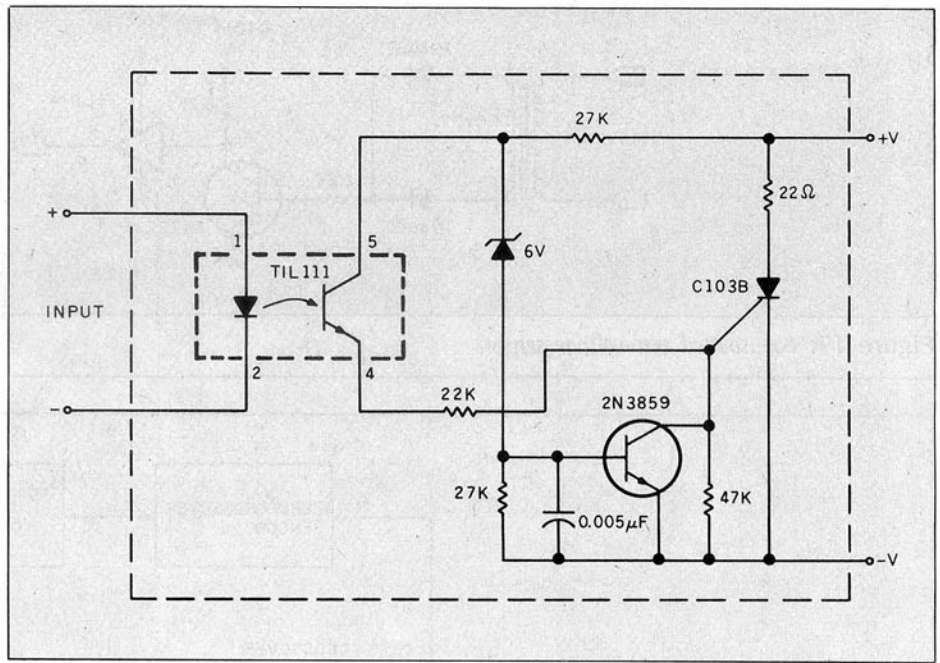 27K
+V
22Ω
+
1
5
6V
TIL111
C103B
INPUT
2
4
–
22K
2N3859
27K
0.005µF
47K
–V